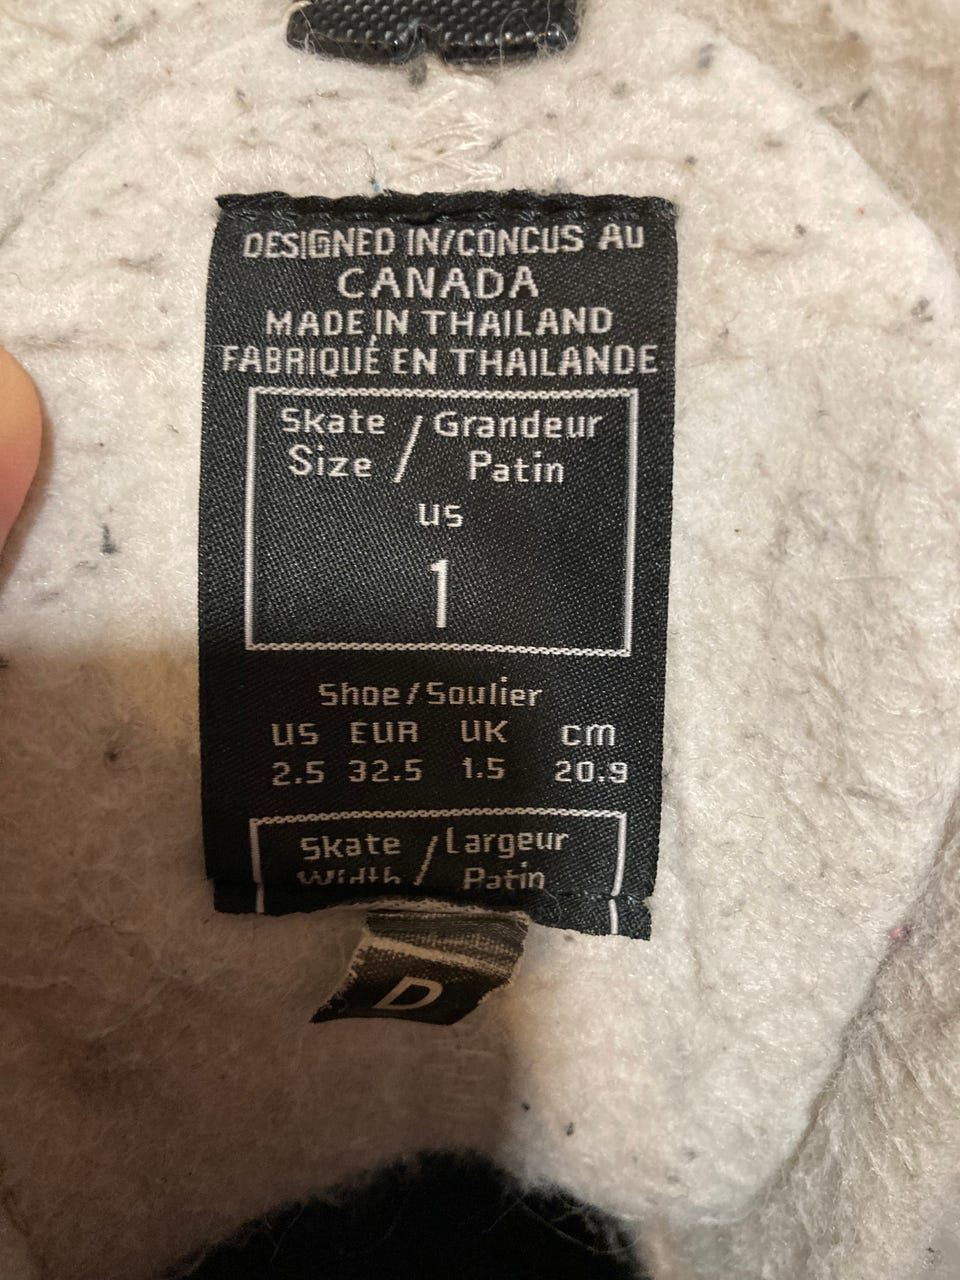 DESIGNED IN/CONCUS AU
CANADA
MADE IN THAILAND
FABRIQUÉ EN THAILANDE
Skate / Grandeur
Size / Patin
US
1
Shoe/Soulier
US EUR UK cm
2.5 32.5 1.5 20.9
Skate / Largeur
Width / Patin
D